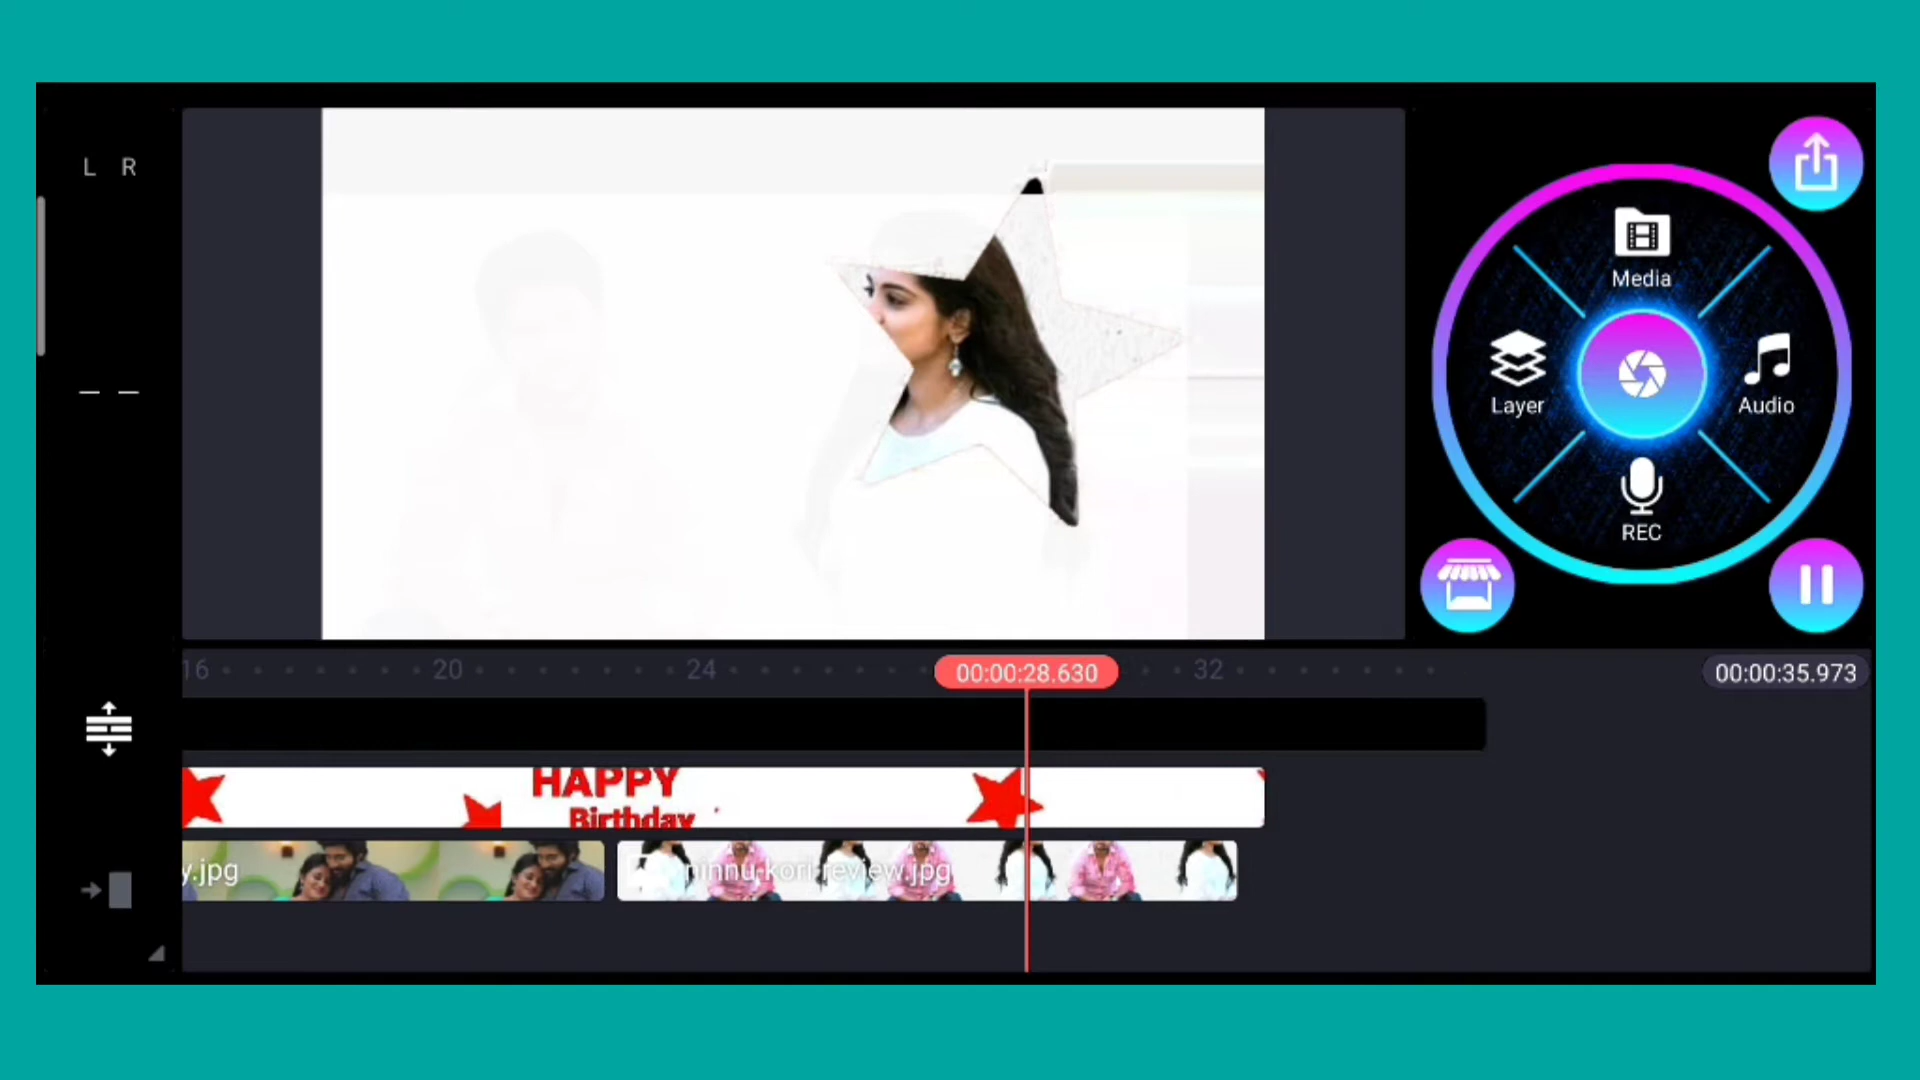 L R
Media
Layer
Audio
REC
16 20 24 00:00:28.630 32 00:00:35.973
HAPPY
Birthday
y.jpg ninnu kori review.jpg